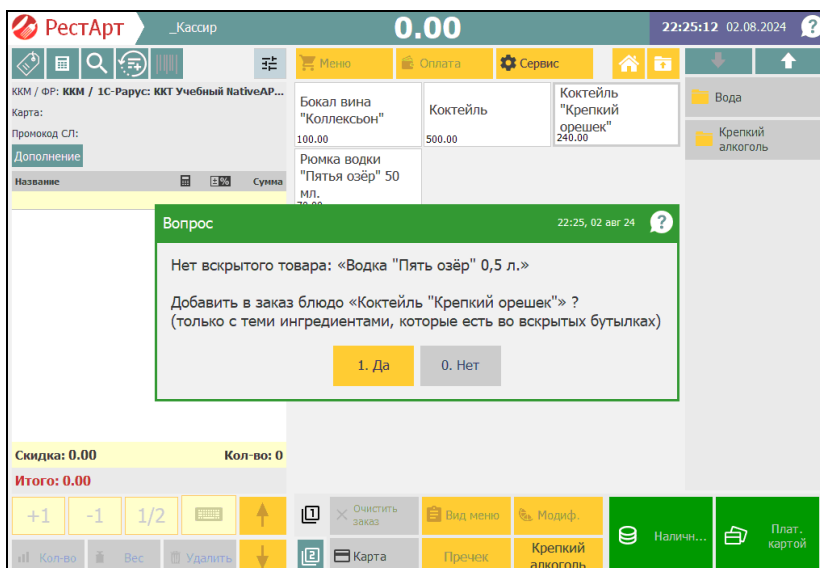 РестАрт
_Кассир
0.00
22:25:12 02.08.2024
?
Меню
Оплата
Сервис
ККМ / ФР: ККМ / 1С-Рарус: ККТ Учебный NativeAP...
Карта:
Промокод СЛ:
Дополнение
Название ±% Сумма
Бокал вина
"Коллексьон"
100.00
Коктейль
500.00
Коктейль
"Крепкий
орешек"
240.00
Рюмка водки
"Пятья озёр" 50
мл.
70.00
Вода
Крепкий
алкоголь
Вопрос
22:25, 02 авг 24
?
Нет вскрытого товара: «Водка "Пять озёр" 0,5 л.»
Добавить в заказ блюдо «Коктейль "Крепкий орешек"» ?
(только с теми ингредиентами, которые есть во вскрытых бутылках)
1. Да
0. Нет
Скидка: 0.00
Кол-во: 0
Итого: 0.00
+1
-1
1/2
Кол-во
Вес
Удалить
1
Очистить
заказ
Вид меню
Модиф.
2
Карта
Пречек
Крепкий
алкоголь
Наличн...
Плат.
картой